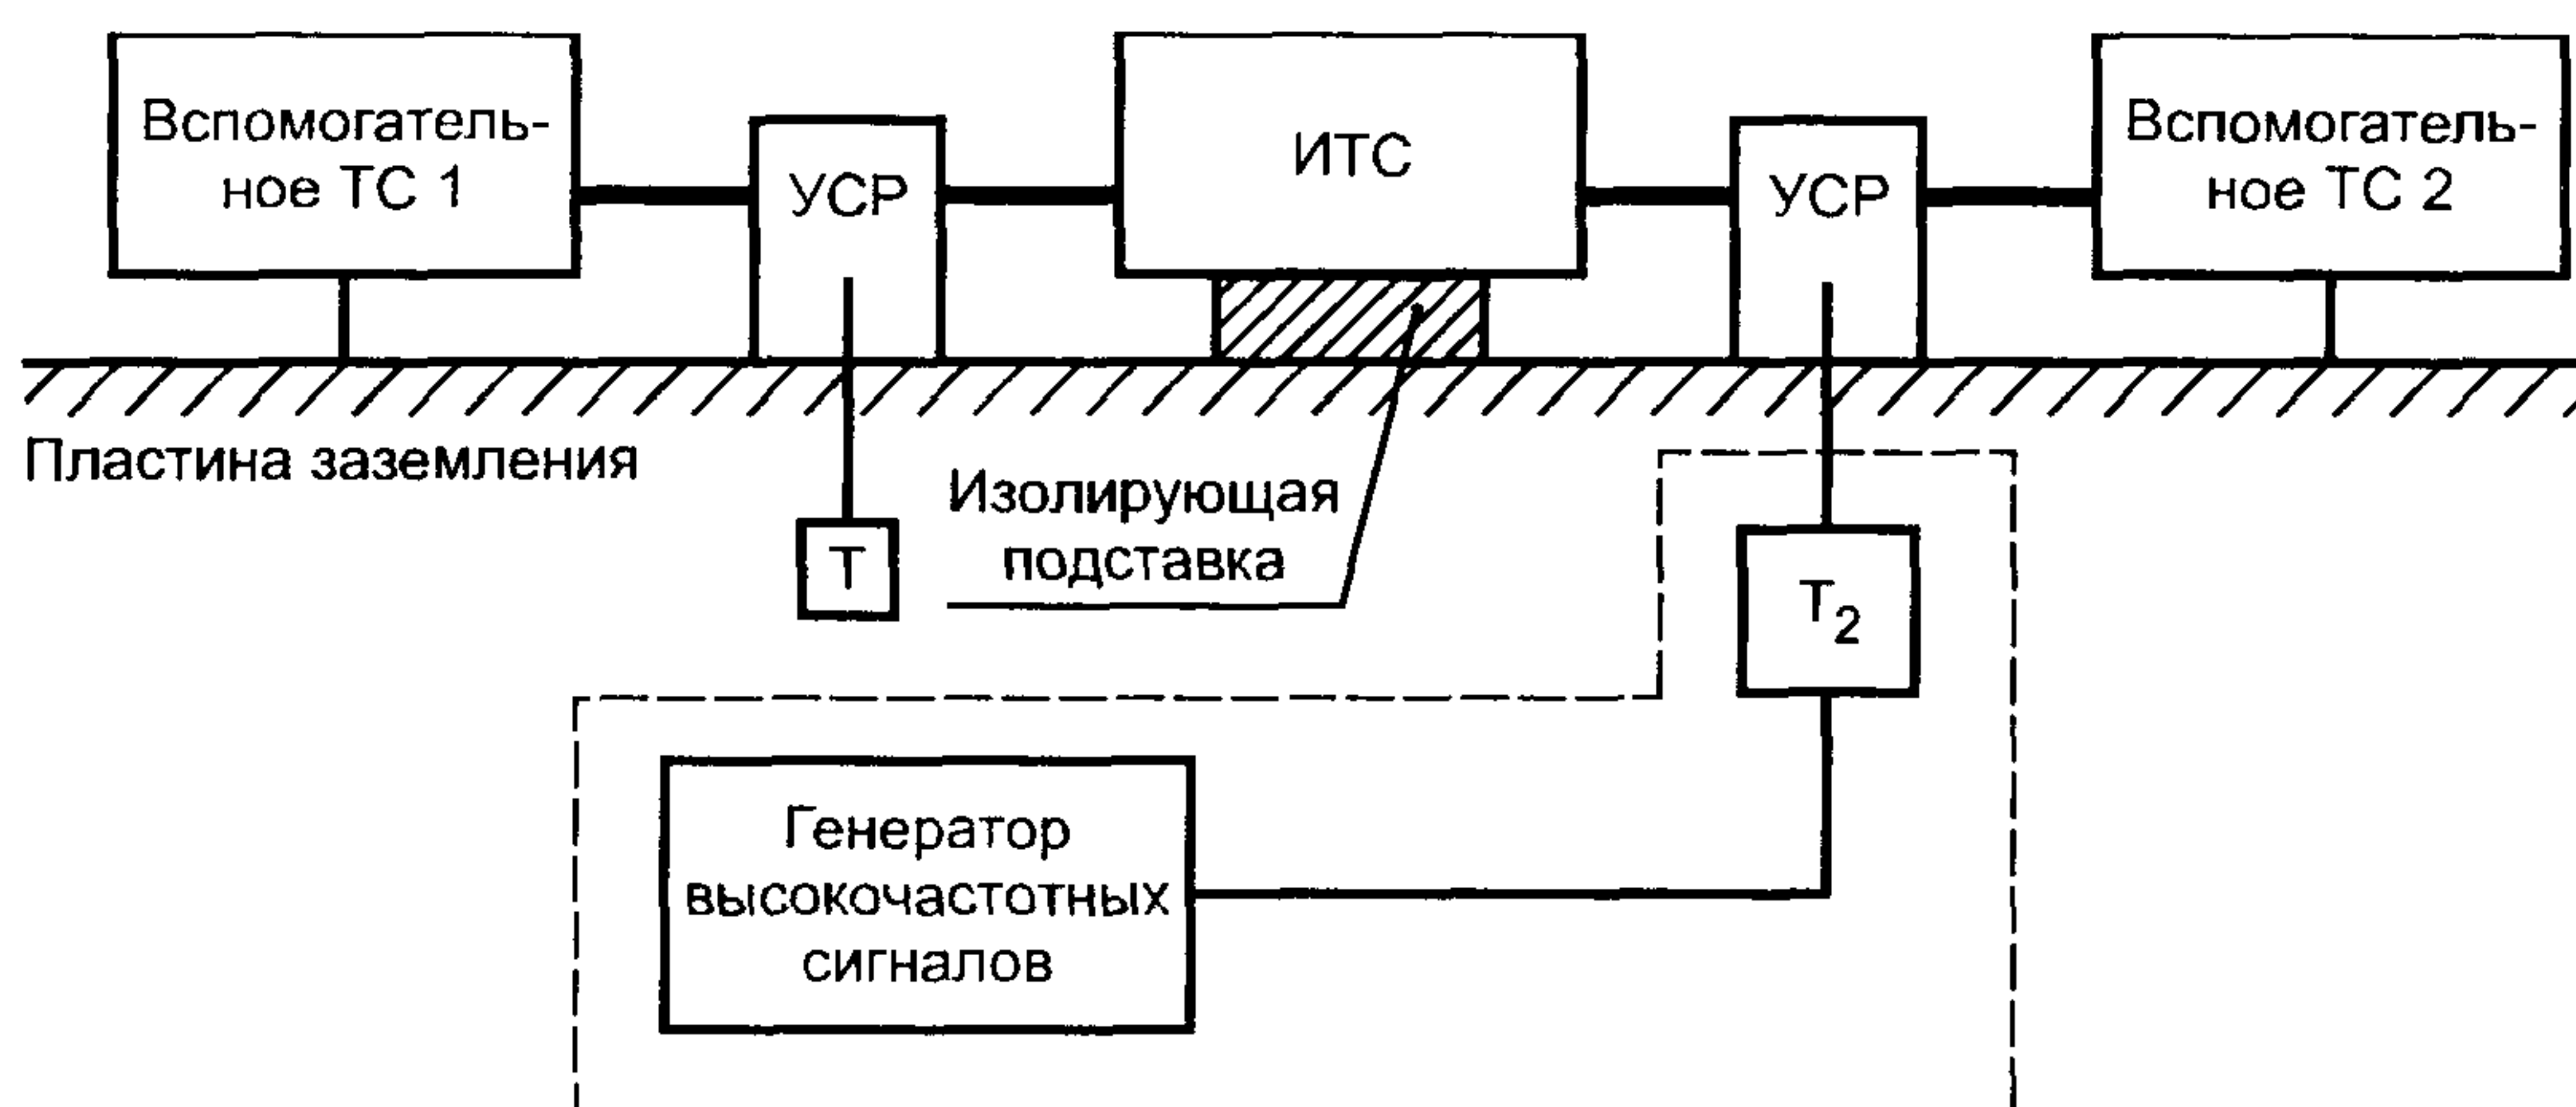 Вспомогатель-
ное ТС 1
УСР
ИТС
УСР
Вспомогатель-
ное ТС 2
Пластина заземления
Изолирующая
подставка
Т
Т2
Генератор
высокочастотных
сигналов